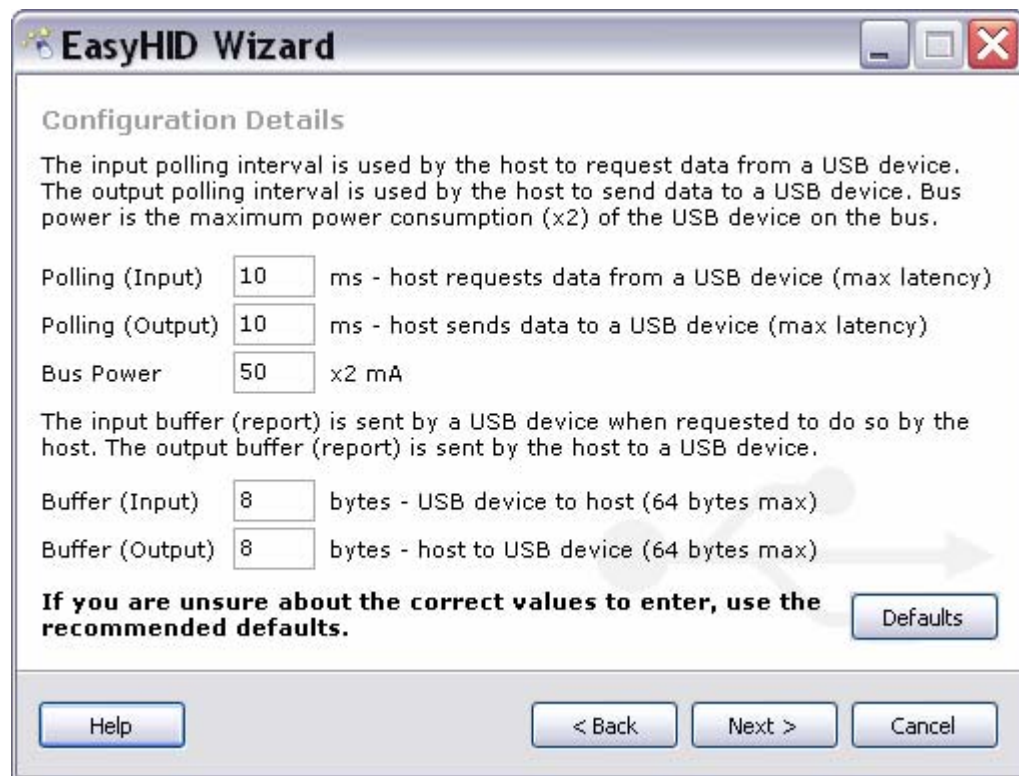 EasyHID Wizard
Configuration Details
The input polling interval is used by the host to request data from a USB device.
The output polling interval is used by the host to send data to a USB device. Bus
power is the maximum power consumption (x2) of the USB device on the bus.
Polling (Input) 10 ms - host requests data from a USB device (max latency)
Polling (Output) 10 ms - host sends data to a USB device (max latency)
Bus Power 50 x2 mA
The input buffer (report) is sent by a USB device when requested to do so by the
host. The output buffer (report) is sent by the host to a USB device.
Buffer (Input) 8 bytes - USB device to host (64 bytes max)
Buffer (Output) 8 bytes - host to USB device (64 bytes max)
If you are unsure about the correct values to enter, use the
recommended defaults.
Defaults
Help < Back Next > Cancel